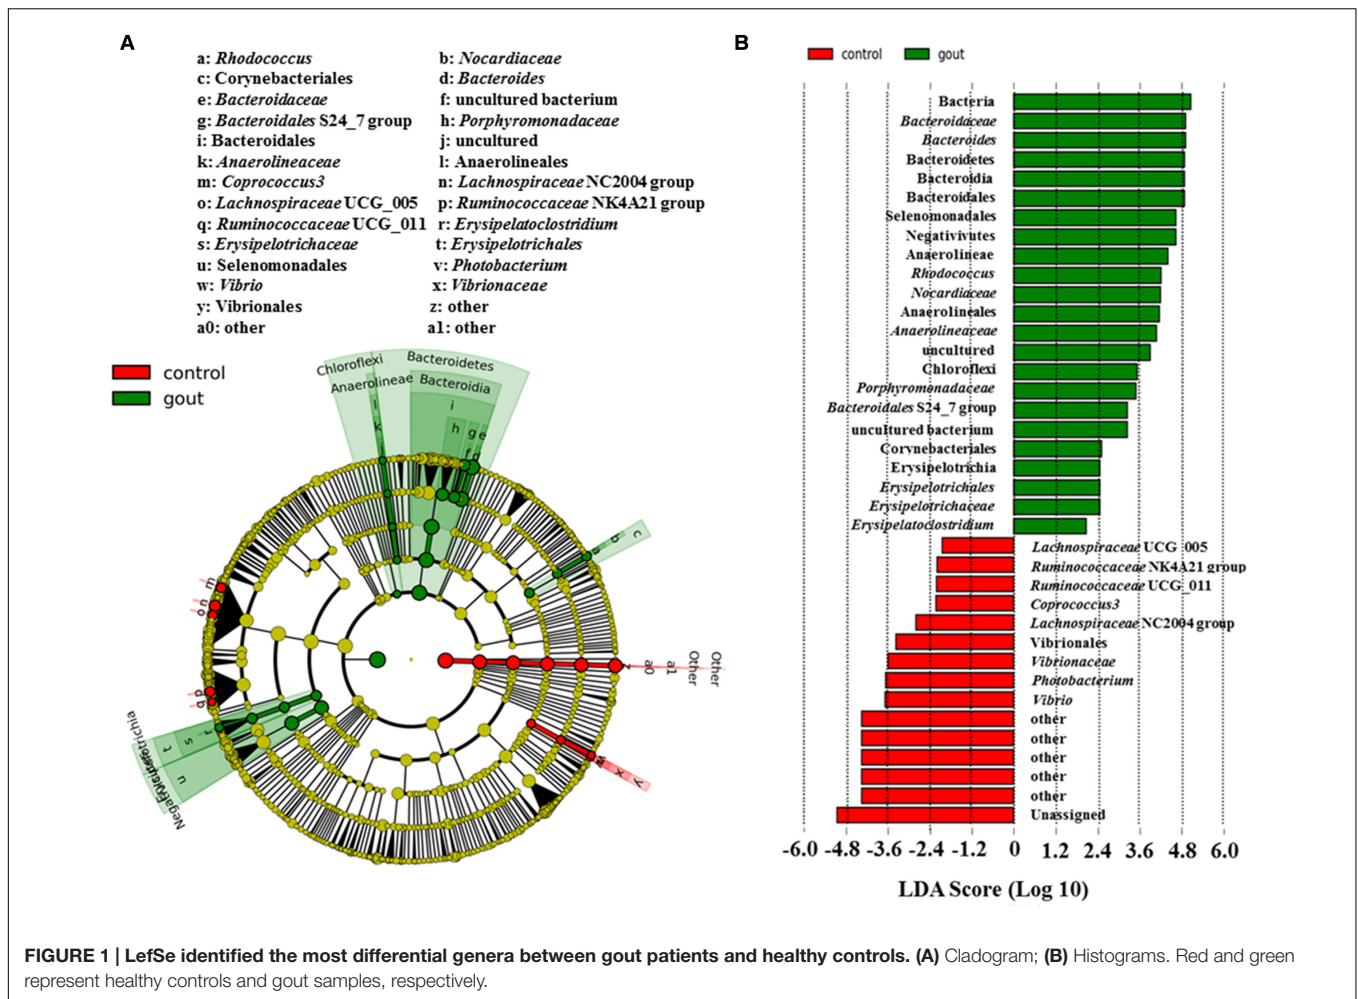 A
a: Rhodococcus
b: Nocardiaceae
c: Corynebacteriales
d: Bacteroides
e: Bacteroidaceae
f: uncultured bacterium
g: Bacteroidales S24_7 group
h: Porphyromonadaceae
i: Bacteroidales
j: uncultured
k: Anaerolineaceae
l: Anaerolineales
m: Coprococcus3
n: Lachnospiraceae NC2004 group
o: Lachnospiraceae UCG_005
p: Ruminococcaceae NK4A21 group
q: Ruminococcaceae UCG_011
r: Erysipelatoclostridium
s: Erysipelotrichaceae
t: Erysipelotrichales
u: Selenomonadales
v: Photobacterium
w: Vibrio
x: Vibrionaceae
y: Vibrionales
z: other
a0: other
a1: other
control
gout
Chloroflexi
Bacteroidetes
Anaerolineae
Bacteroidia
l
i
k
h
g
e
f
a
b
c
m
n
o
z
a0
a1
Other
Other
p
q
r
s
t
u
w
x
y
B
control
gout
Bacteria
Bacteroidaceae
Bacteroides
Bacteroidetes
Bacteroidia
Bacteroidales
Selenomonadales
Negativivutes
Anaerolineae
Rhodococcus
Nocardiaceae
Anaerolineales
Anaerolineaceae
uncultured
Chloroflexi
Porphyromonadaceae
Bacteroidales S24_7 group
uncultured bacterium
Corynebacteriales
Erysipelotrichia
Erysipelotrichales
Erysipelotrichaceae
Erysipelatoclostridium
Lachnospiraceae UCG_005
Ruminococcaceae NK4A21 group
Ruminococcaceae UCG_011
Coprococcus3
Lachnospiraceae NC2004 group
Vibrionales
Vibrionaceae
Photobacterium
Vibrio
other
other
other
other
other
Unassigned
-6.0 -4.8 -3.6 -2.4 -1.2 0 1.2 2.4 3.6 4.8 6.0
LDA Score (Log 10)
FIGURE 1 | LefSe identified the most differential genera between gout patients and healthy controls. (A) Cladogram; (B) Histograms. Red and green
represent healthy controls and gout samples, respectively.